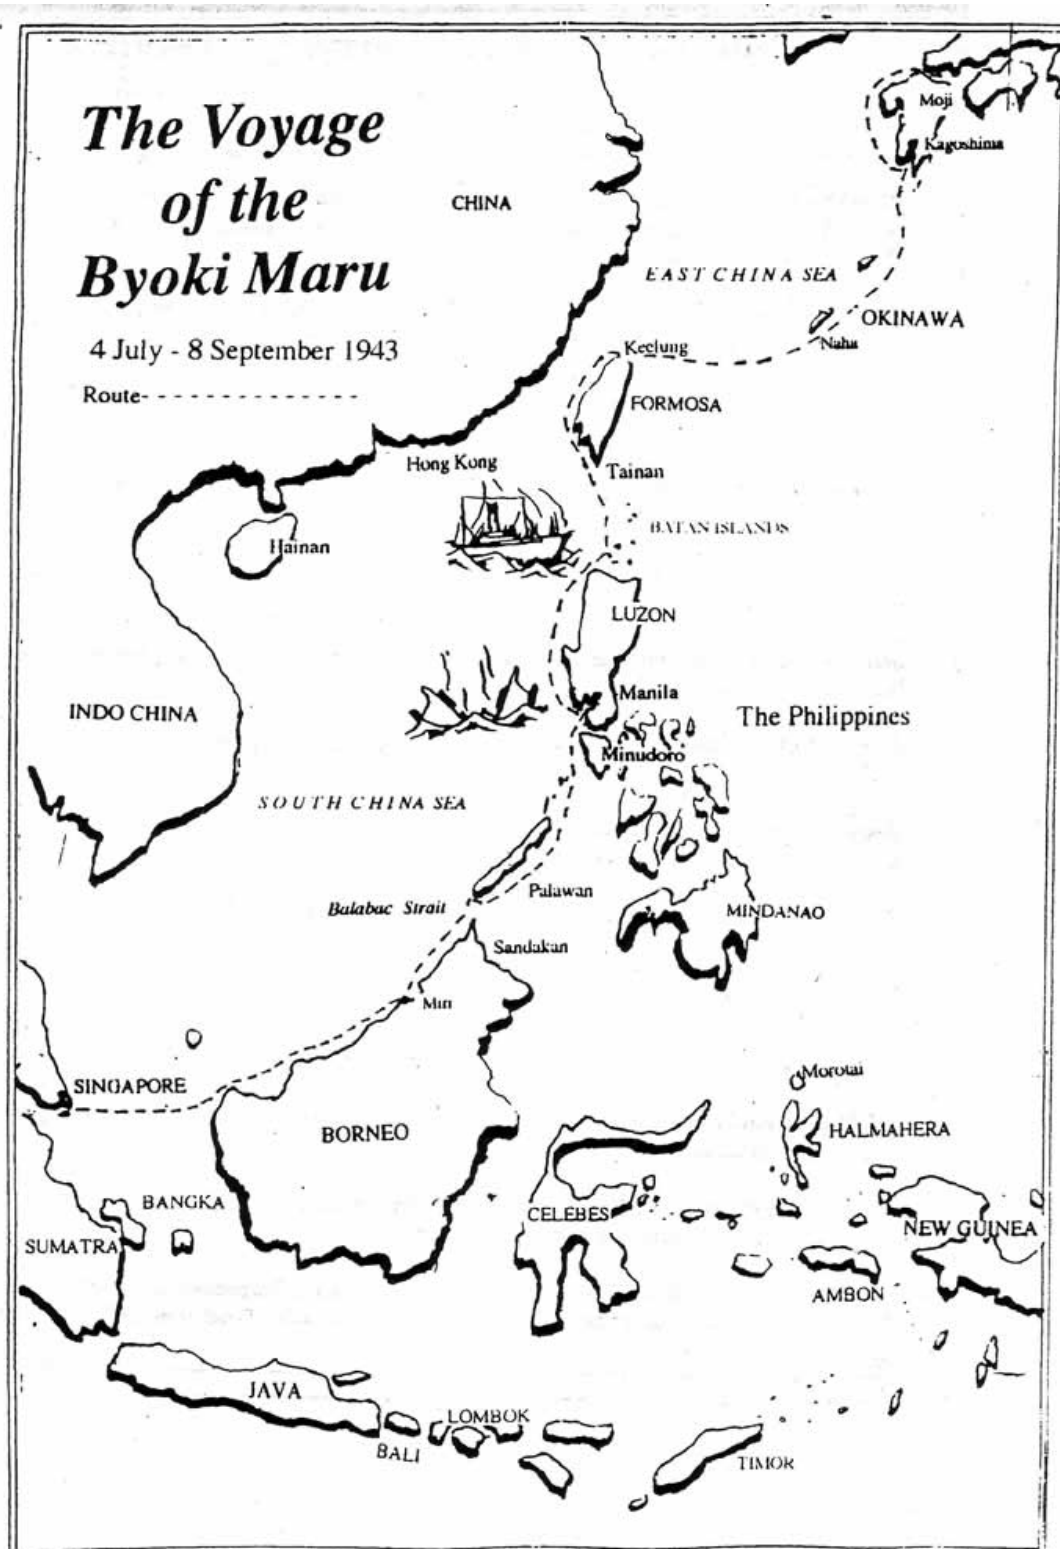 The Voyage
of the
Byoki Maru
4 July - 8 September 1943
Route
Moji
Kagoshima
CHINA
EAST CHINA SEA
OKINAWA
Naha
Keelung
FORMOSA
Hong Kong
Tainan
BATAN ISLANDS
Hainan
LUZON
Manila
INDO CHINA
The Philippines
Minudoro
SOUTH CHINA SEA
Palawan
Balabac Strait
MINDANAO
Sandakan
Miri
Morotai
SINGAPORE
HALMAHERA
BORNEO
BANGKA
CELEBES
NEW GUINEA
SUMATRA
AMBON
JAVA
LOMBOK
BALI
TIMOR